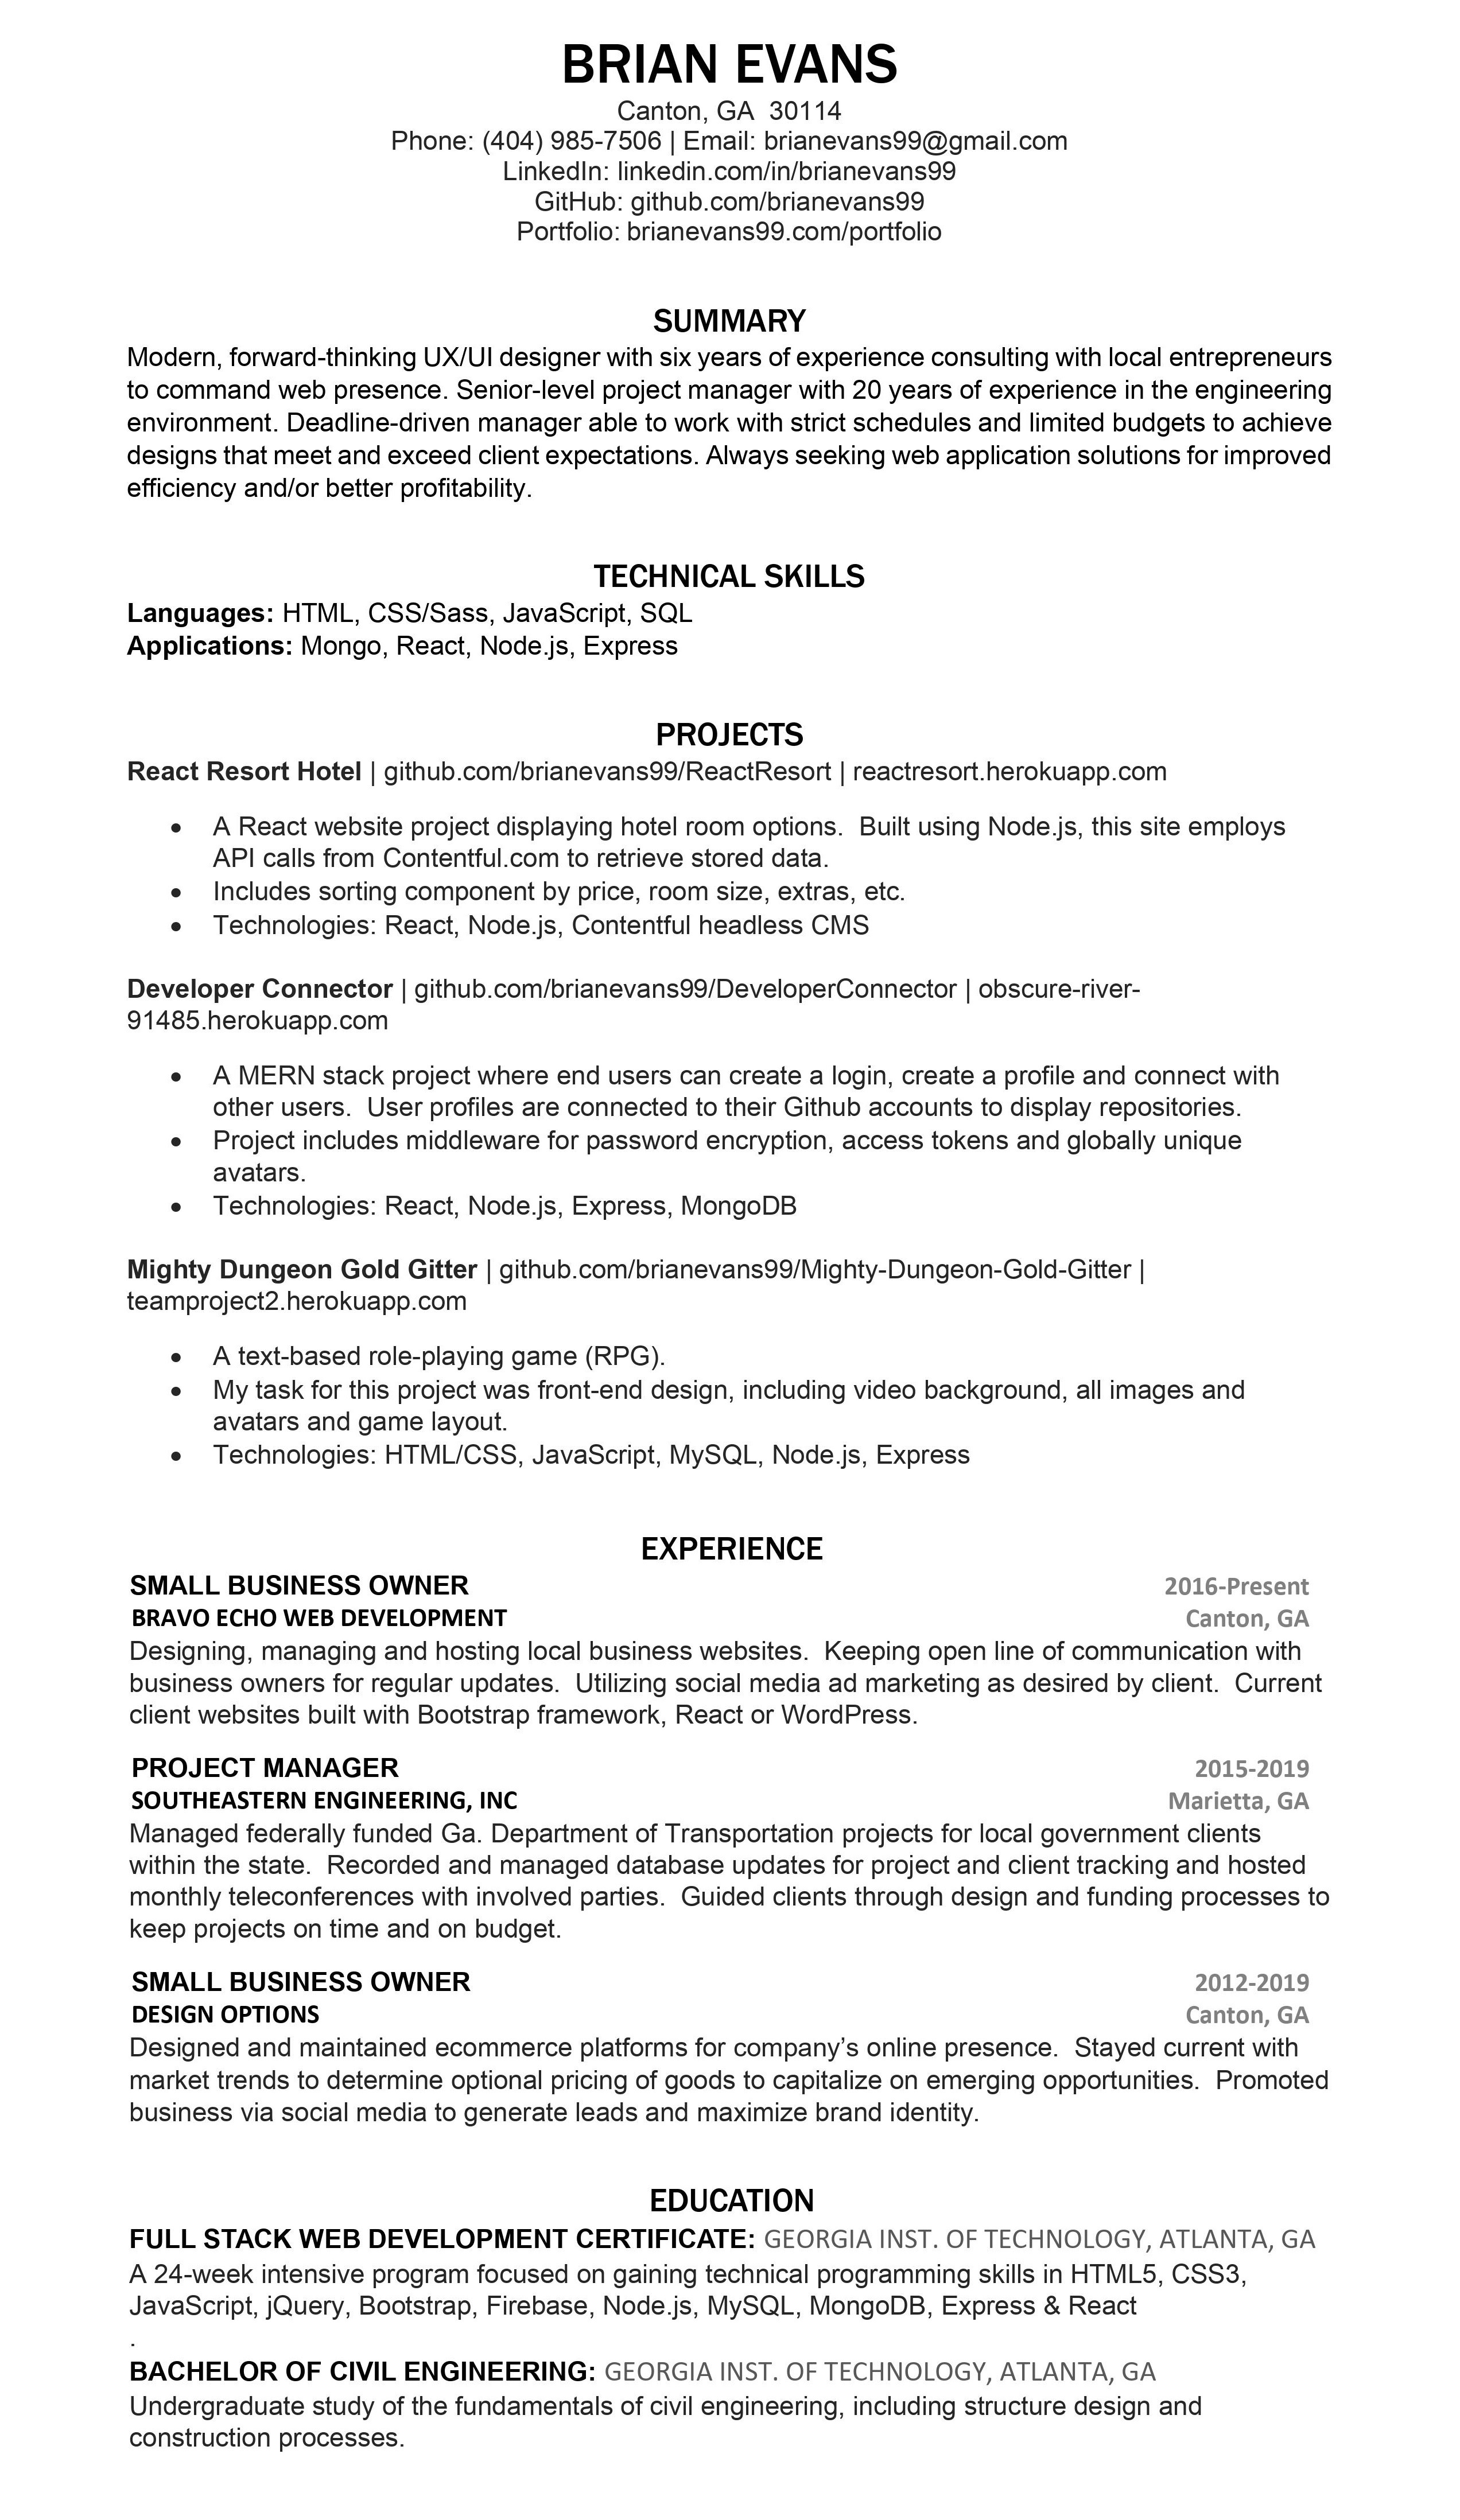 BRIAN EVANS
Canton, GA  30114
Phone: (404) 985-7506 | Email: brianevans99@gmail.com
LinkedIn: linkedin.com/in/brianevans99
GitHub: github.com/brianevans99
Portfolio: brianevans99.com/portfolio
SUMMARY
Modern, forward-thinking UX/UI designer with six years of experience consulting with local entrepreneurs
to command web presence. Senior-level project manager with 20 years of experience in the engineering
environment. Deadline-driven manager able to work with strict schedules and limited budgets to achieve
designs that meet and exceed client expectations. Always seeking web application solutions for improved
efficiency and/or better profitability.
TECHNICAL SKILLS
Languages: HTML, CSS/Sass, JavaScript, SQL
Applications: Mongo, React, Node.js, Express
PROJECTS
React Resort Hotel | github.com/brianevans99/ReactResort | reactresort.herokuapp.com
• A React website project displaying hotel room options.  Built using Node.js, this site employs
API calls from Contentful.com to retrieve stored data.
• Includes sorting component by price, room size, extras, etc.
• Technologies: React, Node.js, Contentful headless CMS
Developer Connector | github.com/brianevans99/DeveloperConnector | obscure-river-
91485.herokuapp.com
• A MERN stack project where end users can create a login, create a profile and connect with
other users.  User profiles are connected to their Github accounts to display repositories.
• Project includes middleware for password encryption, access tokens and globally unique
avatars.
• Technologies: React, Node.js, Express, MongoDB
Mighty Dungeon Gold Gitter | github.com/brianevans99/Mighty-Dungeon-Gold-Gitter |
teamproject2.herokuapp.com
• A text-based role-playing game (RPG).
• My task for this project was front-end design, including video background, all images and
avatars and game layout.
• Technologies: HTML/CSS, JavaScript, MySQL, Node.js, Express
EXPERIENCE
SMALL BUSINESS OWNER 2016-Present
BRAVO ECHO WEB DEVELOPMENT Canton, GA
Designing, managing and hosting local business websites.  Keeping open line of communication with
business owners for regular updates.  Utilizing social media ad marketing as desired by client.  Current
client websites built with Bootstrap framework, React or WordPress.
PROJECT MANAGER 2015-2019
SOUTHEASTERN ENGINEERING, INC Marietta, GA
Managed federally funded Ga. Department of Transportation projects for local government clients
within the state.  Recorded and managed database updates for project and client tracking and hosted
monthly teleconferences with involved parties.  Guided clients through design and funding processes to
keep projects on time and on budget.
SMALL BUSINESS OWNER 2012-2019
DESIGN OPTIONS Canton, GA
Designed and maintained ecommerce platforms for company’s online presence.  Stayed current with
market trends to determine optional pricing of goods to capitalize on emerging opportunities.  Promoted
business via social media to generate leads and maximize brand identity.
EDUCATION
FULL STACK WEB DEVELOPMENT CERTIFICATE: GEORGIA INST. OF TECHNOLOGY, ATLANTA, GA
A 24-week intensive program focused on gaining technical programming skills in HTML5, CSS3,
JavaScript, jQuery, Bootstrap, Firebase, Node.js, MySQL, MongoDB, Express & React
.
BACHELOR OF CIVIL ENGINEERING: GEORGIA INST. OF TECHNOLOGY, ATLANTA, GA
Undergraduate study of the fundamentals of civil engineering, including structure design and
construction processes.